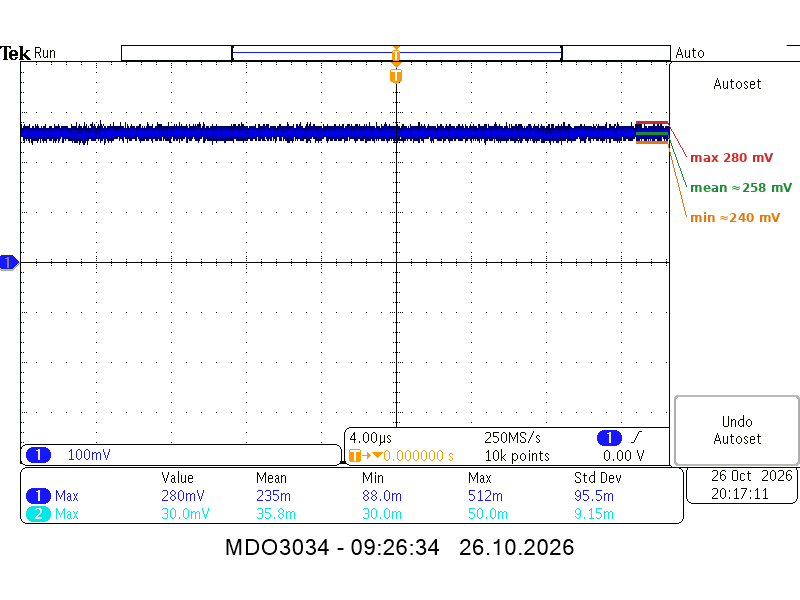 Tek Run
Auto
T
T
Autoset
max 280 mV
mean ≈258 mV
min ≈240 mV
1
Undo
Autoset
1 100mV
4.00µs 250MS/s 1
T→▼0.000000 s 10k points 0.00 V
Value Mean Min Max Std Dev
1 Max 280mV 235m 88.0m 512m 95.5m
2 Max 30.0mV 35.8m 30.0m 50.0m 9.15m
26 Oct 2026
20:17:11
MDO3034 - 09:26:34 26.10.2026